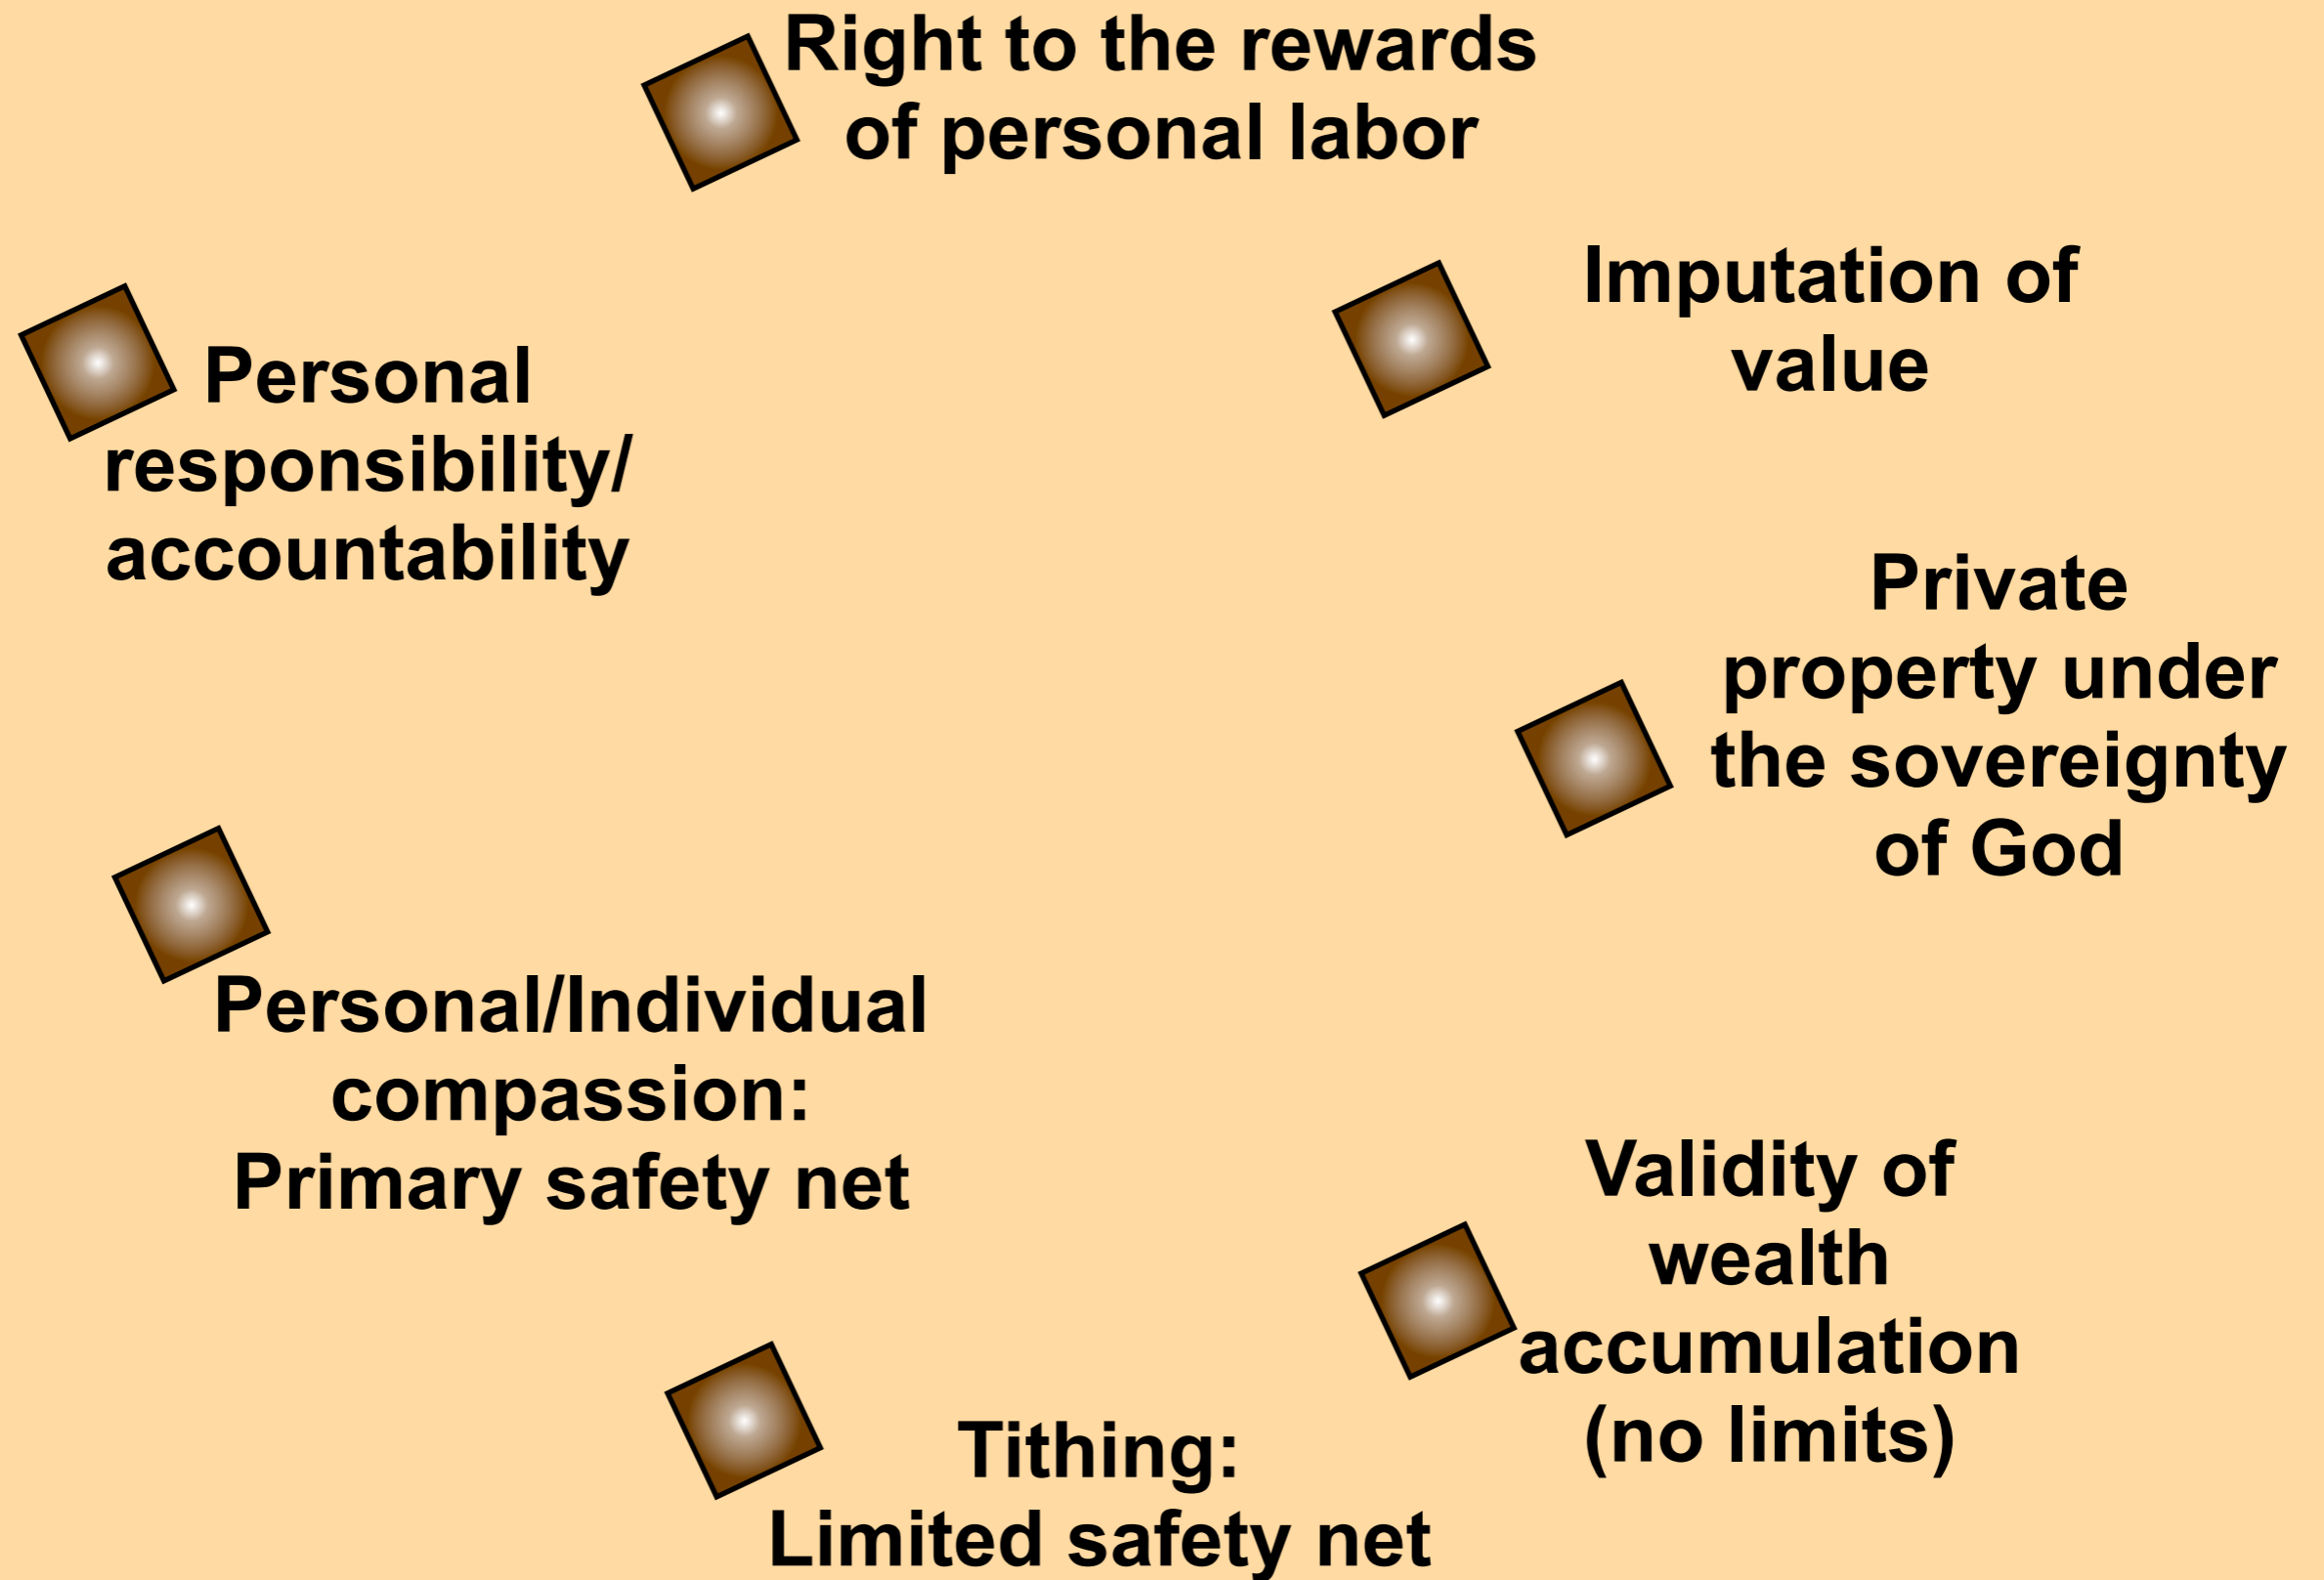 Right to the rewards
of personal labor
Imputation of
value
Personal
responsibility/
accountability
Private
property under
the sovereignty
of God
Personal/Individual
compassion:
Primary safety net
Validity of
wealth
accumulation
(no limits)
Tithing:
Limited safety net